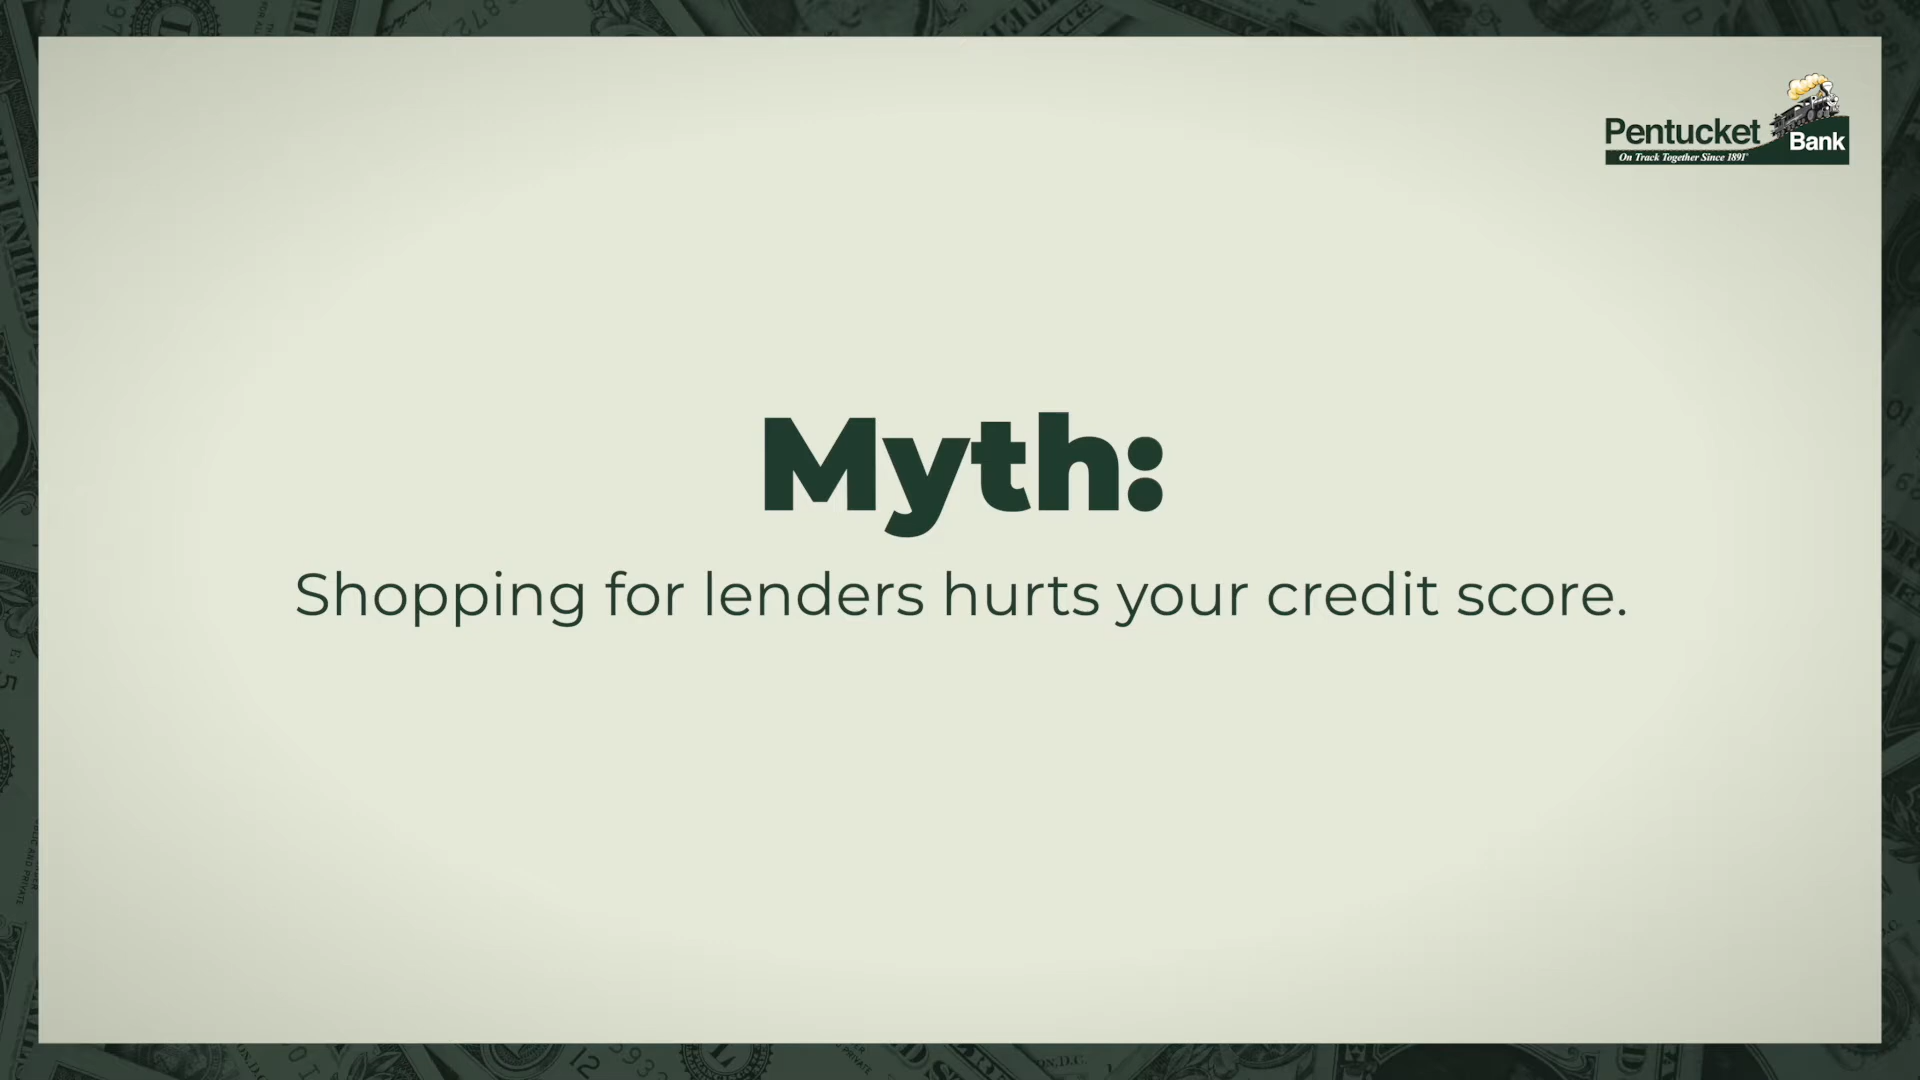 Pentucket
Bank
On Track Together Since 1891
Myth:
Shopping for lenders hurts your credit score.